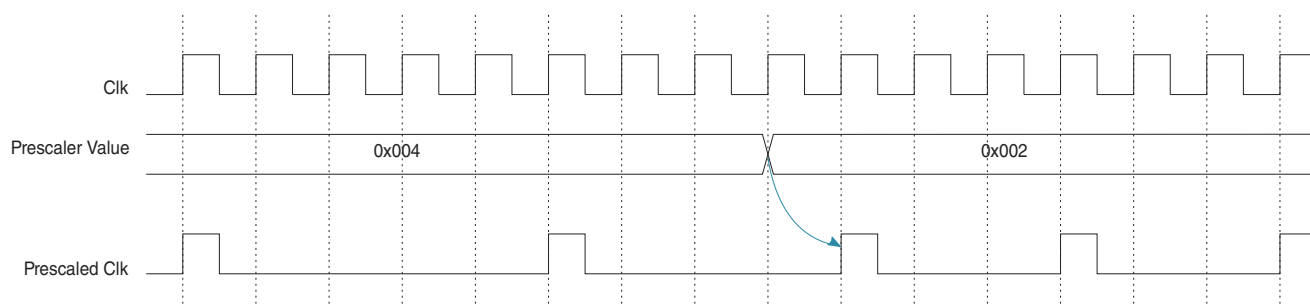 Clk
Prescaler Value
0x004
0x002
Prescaled Clk